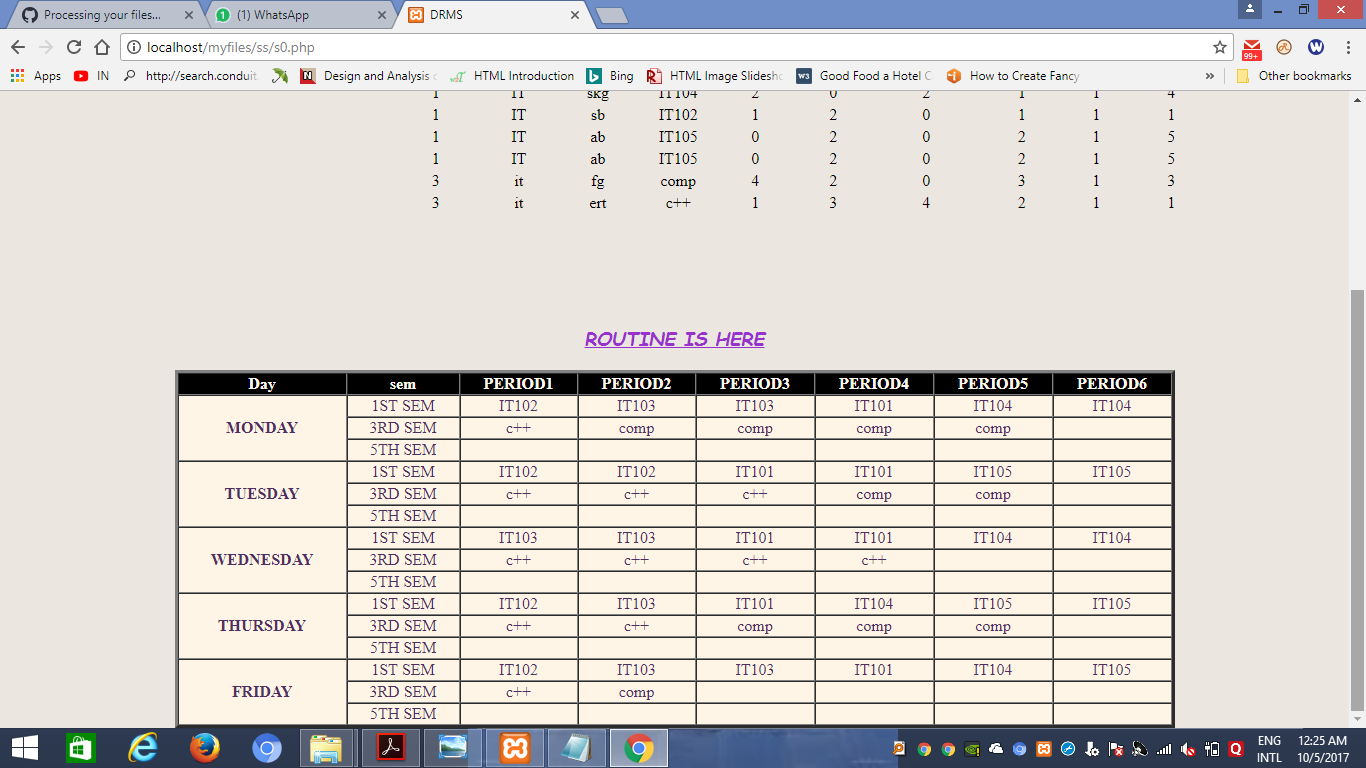 Processing your files... (1) WhatsApp DRMS
localhost/myfiles/ss/s0.php
Apps IN http://search.conduit Design and Analysis HTML Introduction Bing HTML Image Slidesh Good Food a Hotel How to Create Fancy » Other bookmarks
99+
1 IT skg IT104 2 0 2 1 1 4
1 IT sb IT102 1 2 0 1 1 1
1 IT ab IT105 0 2 0 2 1 5
1 IT ab IT105 0 2 0 2 1 5
3 it fg comp 4 2 0 3 1 3
3 it ert c++ 1 3 4 2 1 1
ROUTINE IS HERE
Day sem PERIOD1 PERIOD2 PERIOD3 PERIOD4 PERIOD5 PERIOD6
MONDAY 1ST SEM IT102 IT103 IT103 IT101 IT104 IT104
3RD SEM c++ comp comp comp comp
5TH SEM
TUESDAY 1ST SEM IT102 IT102 IT101 IT101 IT105 IT105
3RD SEM c++ c++ c++ comp comp
5TH SEM
WEDNESDAY 1ST SEM IT103 IT103 IT101 IT101 IT104 IT104
3RD SEM c++ c++ c++ c++
5TH SEM
THURSDAY 1ST SEM IT102 IT103 IT101 IT104 IT105 IT105
3RD SEM c++ c++ comp comp comp
5TH SEM
FRIDAY 1ST SEM IT102 IT103 IT103 IT101 IT104 IT105
3RD SEM c++ comp
5TH SEM
ENG 12:25 AM
INTL 10/5/2017